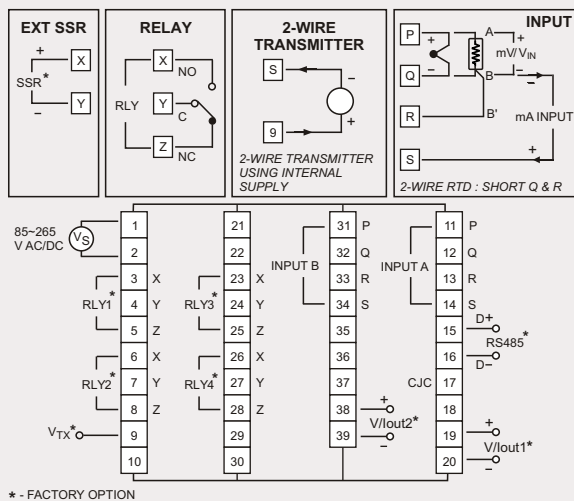 EXT SSR
+
X
SSR*
Y
−
RELAY
X
NO
RLY
Y
C
Z
NC
2-WIRE
TRANSMITTER
S
−
9
+
2-WIRE TRANSMITTER
USING INTERNAL
SUPPLY
INPUT
P
+
A
+
mV/VIN
Q
−
B
−
−
R
B'
mA INPUT
S
+
2-WIRE RTD : SHORT Q & R
85~265
V AC/DC
VS
1
2
3 X
RLY1* 4 Y
5 Z
6 X
RLY2* 7 Y
8 Z
VTX* 9
10
21
22
23 X
RLY3* 24 Y
25 Z
26 X
RLY4* 27 Y
28 Z
29
30
31 P
INPUT B 32 Q
33 R
34 S
35
36
37
38 +
V/Iout2*
39 −
11 P
INPUT A 12 Q
13 R
14 S
15 D+
RS485*
16 D−
CJC 17
18
19 +
V/Iout1*
20 −
* - FACTORY OPTION